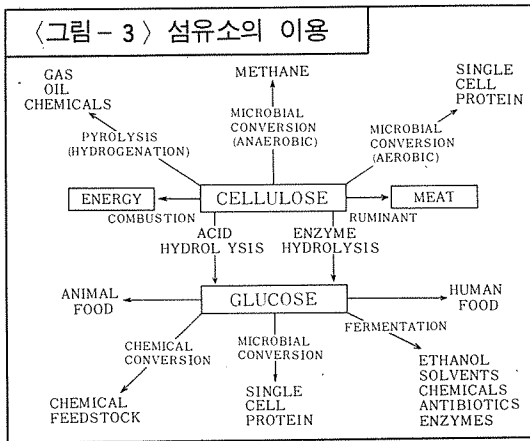 〈그림 - 3 〉 섬유소의 이용
GAS
OIL
CHEMICALS
METHANE
SINGLE
CELL
PROTEIN
PYROLYSIS
(HYDROGENATION)
MICROBIAL
CONVERSION
(ANAEROBIC)
MICROBIAL
CONVERSION
(AEROBIC)
ENERGY
CELLULOSE
MEAT
COMBUSTION
RUMINANT
ACID
HYDROL YSIS
ENZYME
HYDROLYSIS
ANIMAL
FOOD
GLUCOSE
HUMAN
FOOD
CHEMICAL
CONVERSION
MICROBIAL
CONVERSION
FERMENTATION
CHEMICAL
FEEDSTOCK
SINGLE
CELL
PROTEIN
ETHANOL
SOLVENTS
CHEMICALS
ANTIBIOTICS
ENZYMES